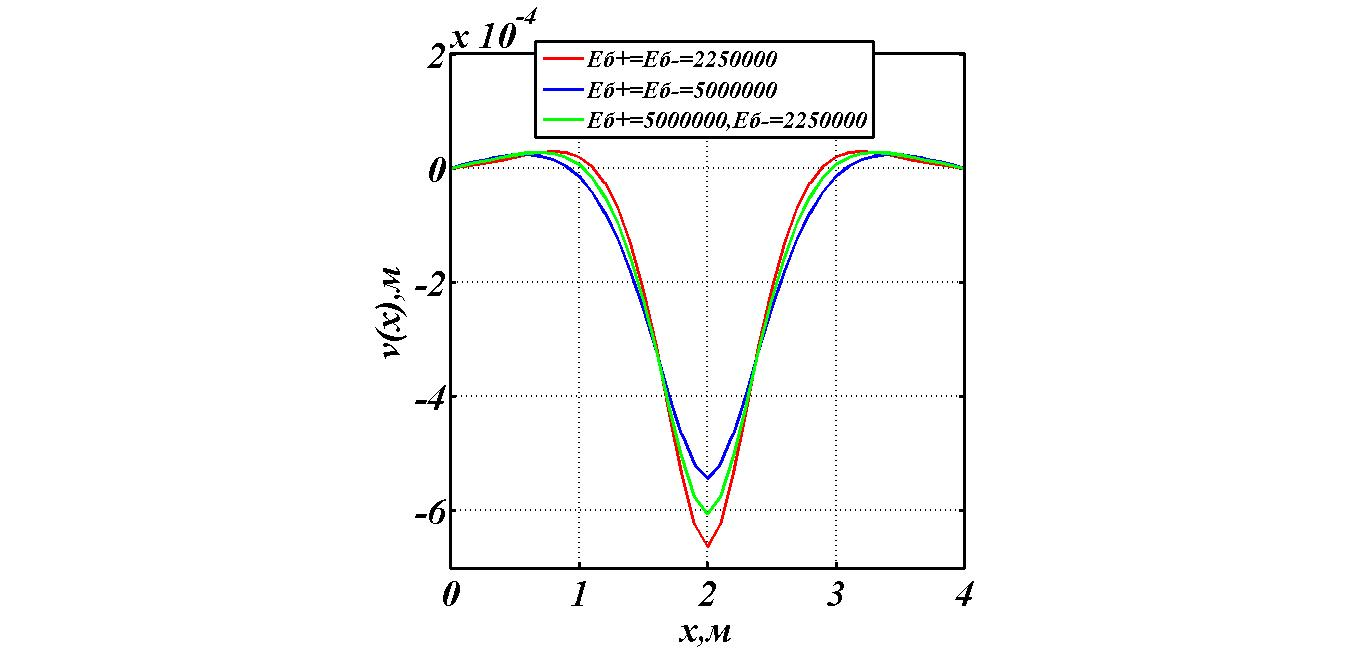 x 10-4
Eб+=Eб-=2250000
Eб+=Eб-=5000000
Eб+=5000000,Eб-=2250000
2
0
-2
-4
-6
v(x),м
0 1 2 3 4
x,м